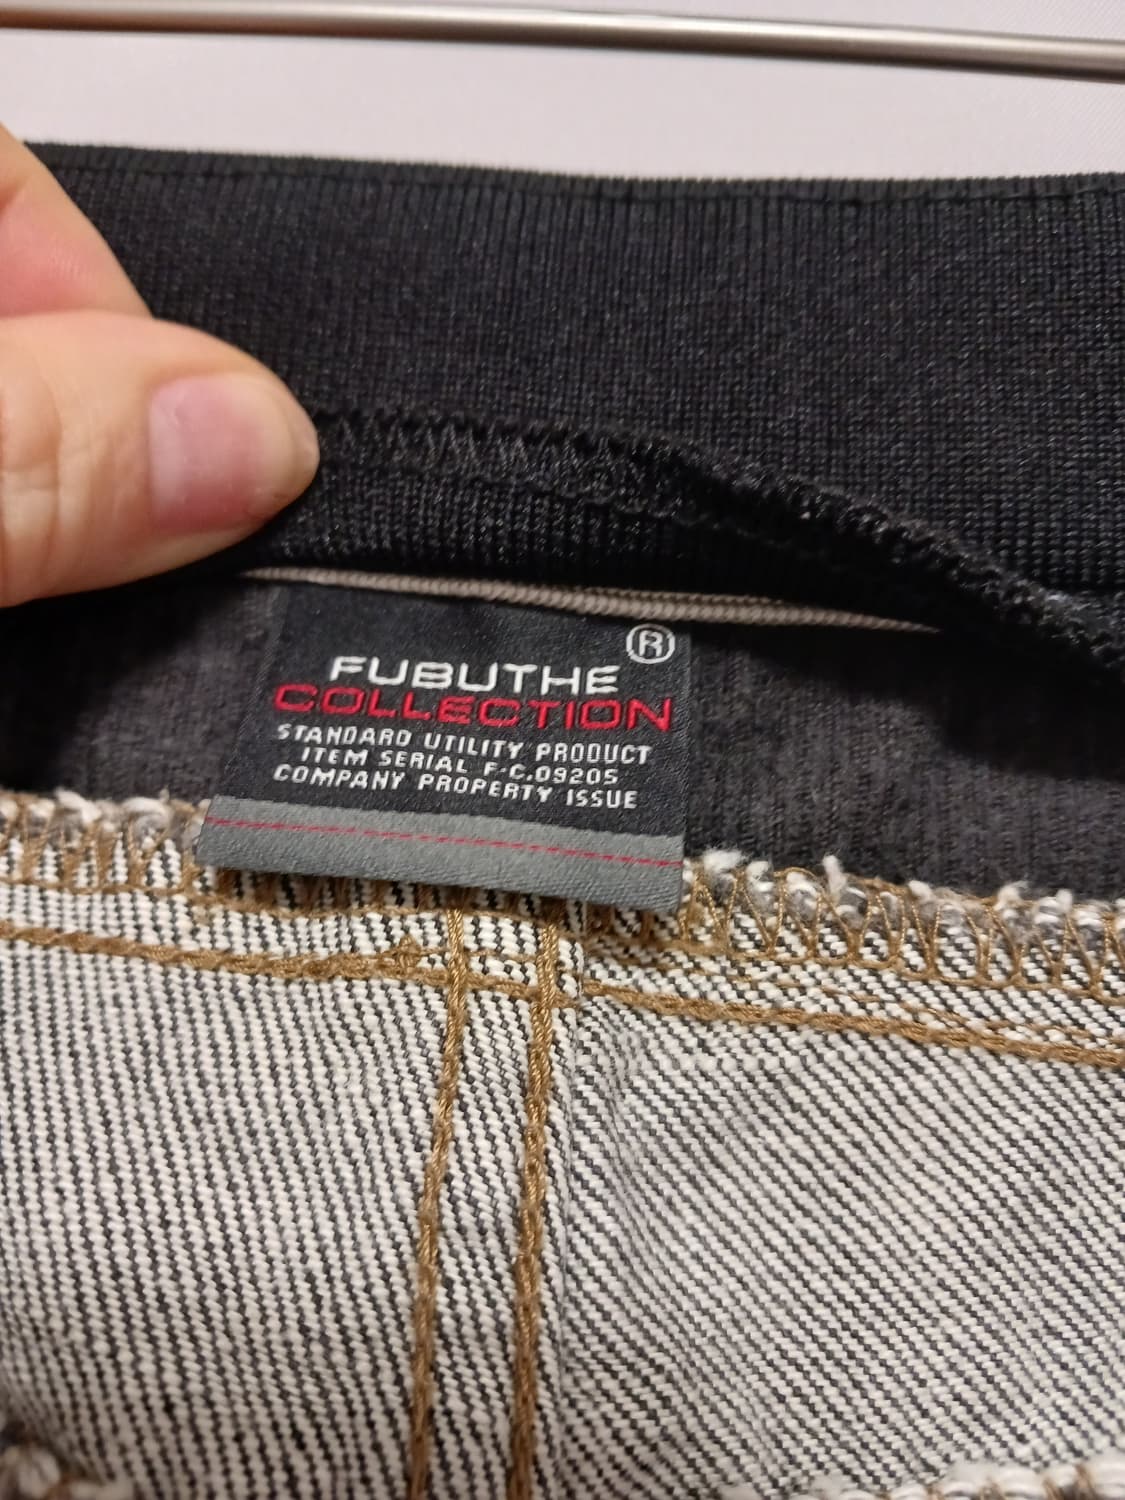 ®
FUBUTHE
COLLECTION
STANDARD UTILITY PRODUCT
ITEM SERIAL F-C.09205
COMPANY PROPERTY ISSUE